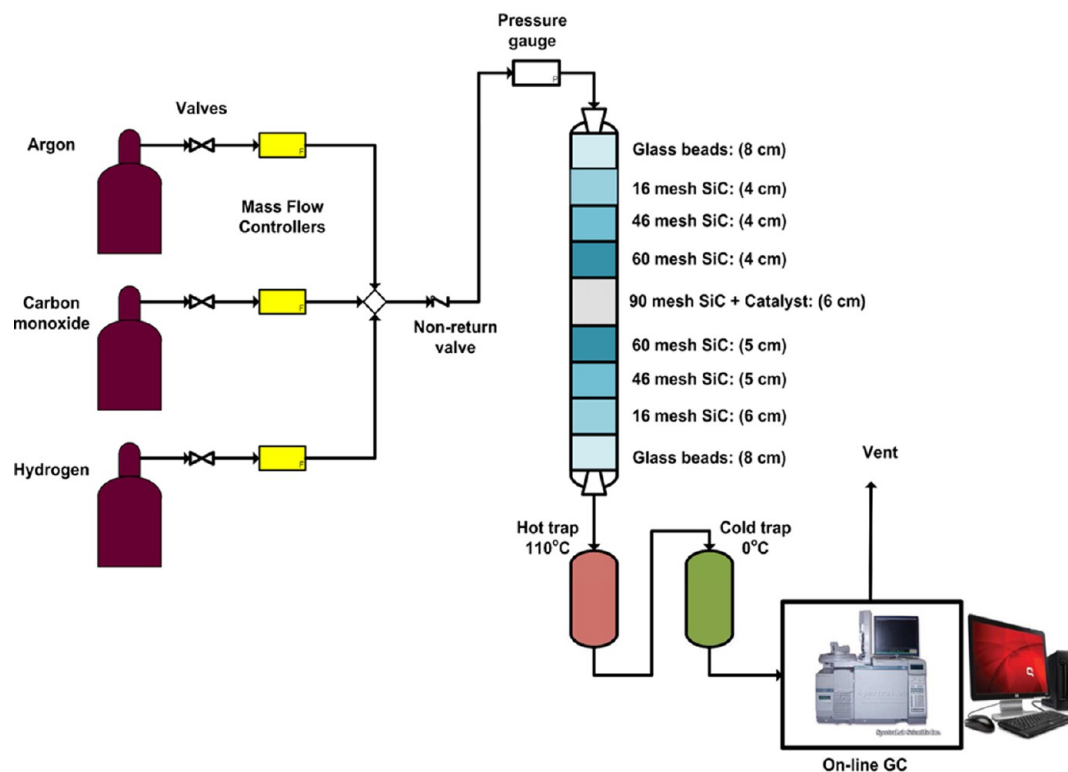 Pressure
gauge
Valves
Argon
Mass Flow
Controllers
Carbon
monoxide
Non-return
valve
Hydrogen
Glass beads: (8 cm)
16 mesh SiC: (4 cm)
46 mesh SiC: (4 cm)
60 mesh SiC: (4 cm)
90 mesh SiC + Catalyst: (6 cm)
60 mesh SiC: (5 cm)
46 mesh SiC: (5 cm)
16 mesh SiC: (6 cm)
Glass beads: (8 cm)
Hot trap
110°C
Cold trap
0°C
Vent
SpectraLab Scientific Inc.
On-line GC
P
F
F
F